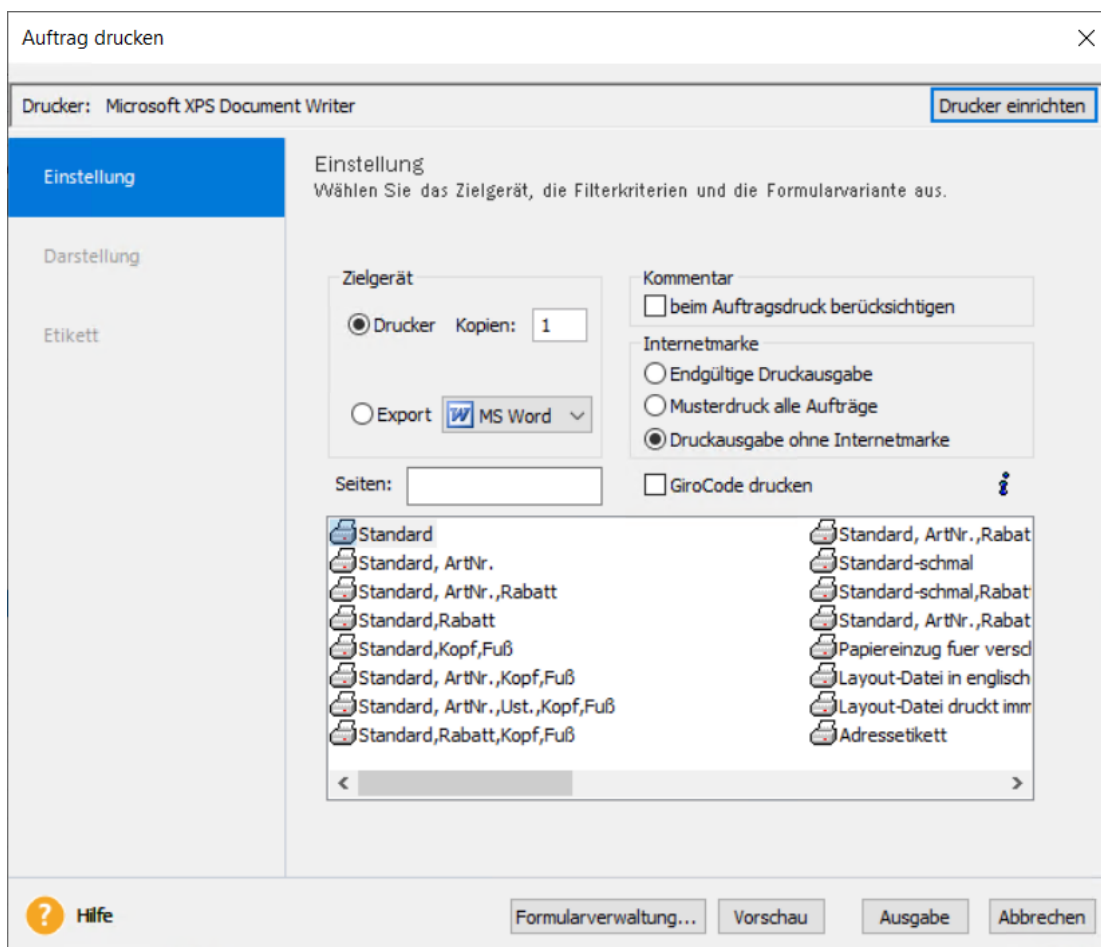 Auftrag drucken
Drucker: Microsoft XPS Document Writer
Drucker einrichten
Einstellung
Darstellung
Etikett
Einstellung
Wählen Sie das Zielgerät, die Filterkriterien und die Formularvariante aus.
Zielgerät
Drucker Kopien: 1
Export MS Word
Seiten:
Kommentar
beim Auftragsdruck berücksichtigen
Internetmarke
Endgültige Druckausgabe
Musterdruck alle Aufträge
Druckausgabe ohne Internetmarke
GiroCode drucken
Standard
Standard, ArtNr.
Standard, ArtNr.,Rabatt
Standard,Rabatt
Standard,Kopf,Fuß
Standard, ArtNr.,Kopf,Fuß
Standard, ArtNr.,Ust.,Kopf,Fuß
Standard,Rabatt,Kopf,Fuß
Standard, ArtNr.,Rabat
Standard-schmal
Standard-schmal,Rabat
Standard, ArtNr.,Rabat
Papiereinzug fuer versch
Layout-Datei in englisch
Layout-Datei druckt imm
Adressetikett
? Hilfe
Formularverwaltung...
Vorschau
Ausgabe
Abbrechen